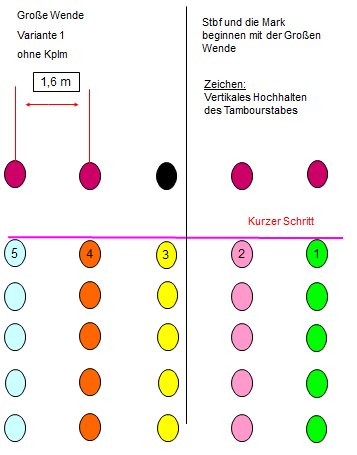 Große Wende
Variante 1
ohne Kplm
1,6 m
Stbf und die Mark
beginnen mit der Großen
Wende
Zeichen:
Vertikales Hochhalten
des Tambourstabes
Kurzer Schritt
5 4 3 2 1